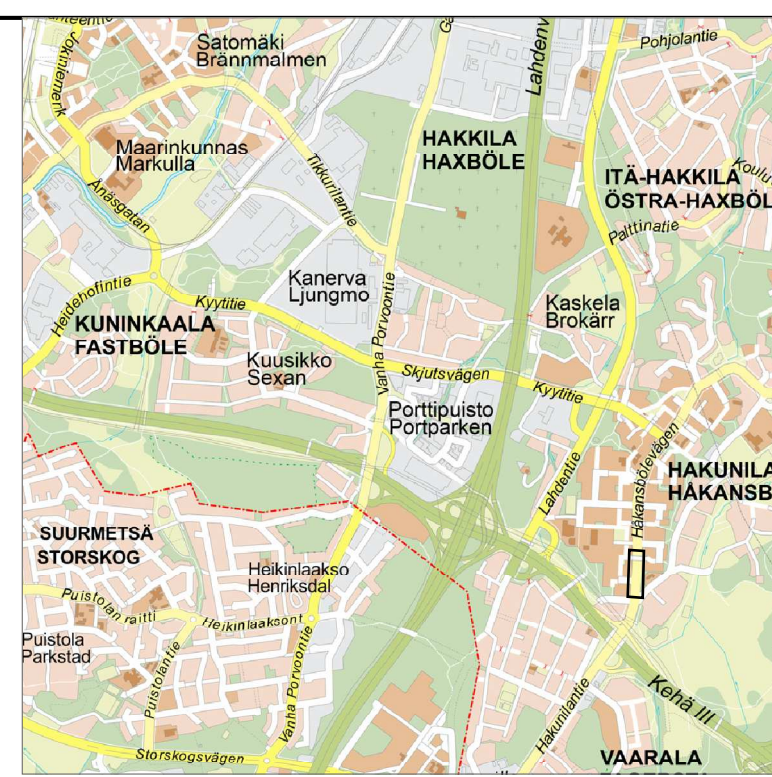 Jokiniemenk
Satomäki
Brännmalmen
Pohjolantie
Maarinkunnas
Markulla
Tikkurilantie
HAKKILA
HAXBÖLE
ITÄ-HAKKILA
ÖSTRA-HAXBÖL
Koulu
Palttinatie
Ånäsgatan
Heidehofintie
Kyytitie
Kanerva
Ljungmo
Vanha Porvoontie
Kaskela
Brokärr
KUNINKAALA
FASTBÖLE
Kuusikko
Sexan
Skjutsvägen
Kyytitie
Porttipuisto
Portparken
Lahdentie
Håkansbölevägen
HAKUNILA
HÅKANSB
SUURMETSÄ
STORSKOG
Heikinlaakso
Henriksdal
Puistolan raitti
Heikinlaaksont
Puistola
Parkstad
Puistolantie
Vanha Porvoontie
Hakunilantie
Kehä III
Storskogsvägen
VAARALA